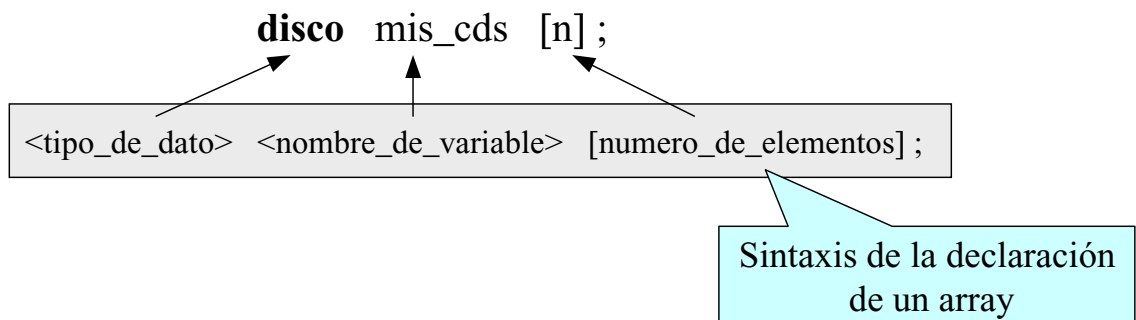 disco mis_cds [n] ;
<tipo_de_dato> <nombre_de_variable> [numero_de_elementos] ;
Sintaxis de la declaración
de un array